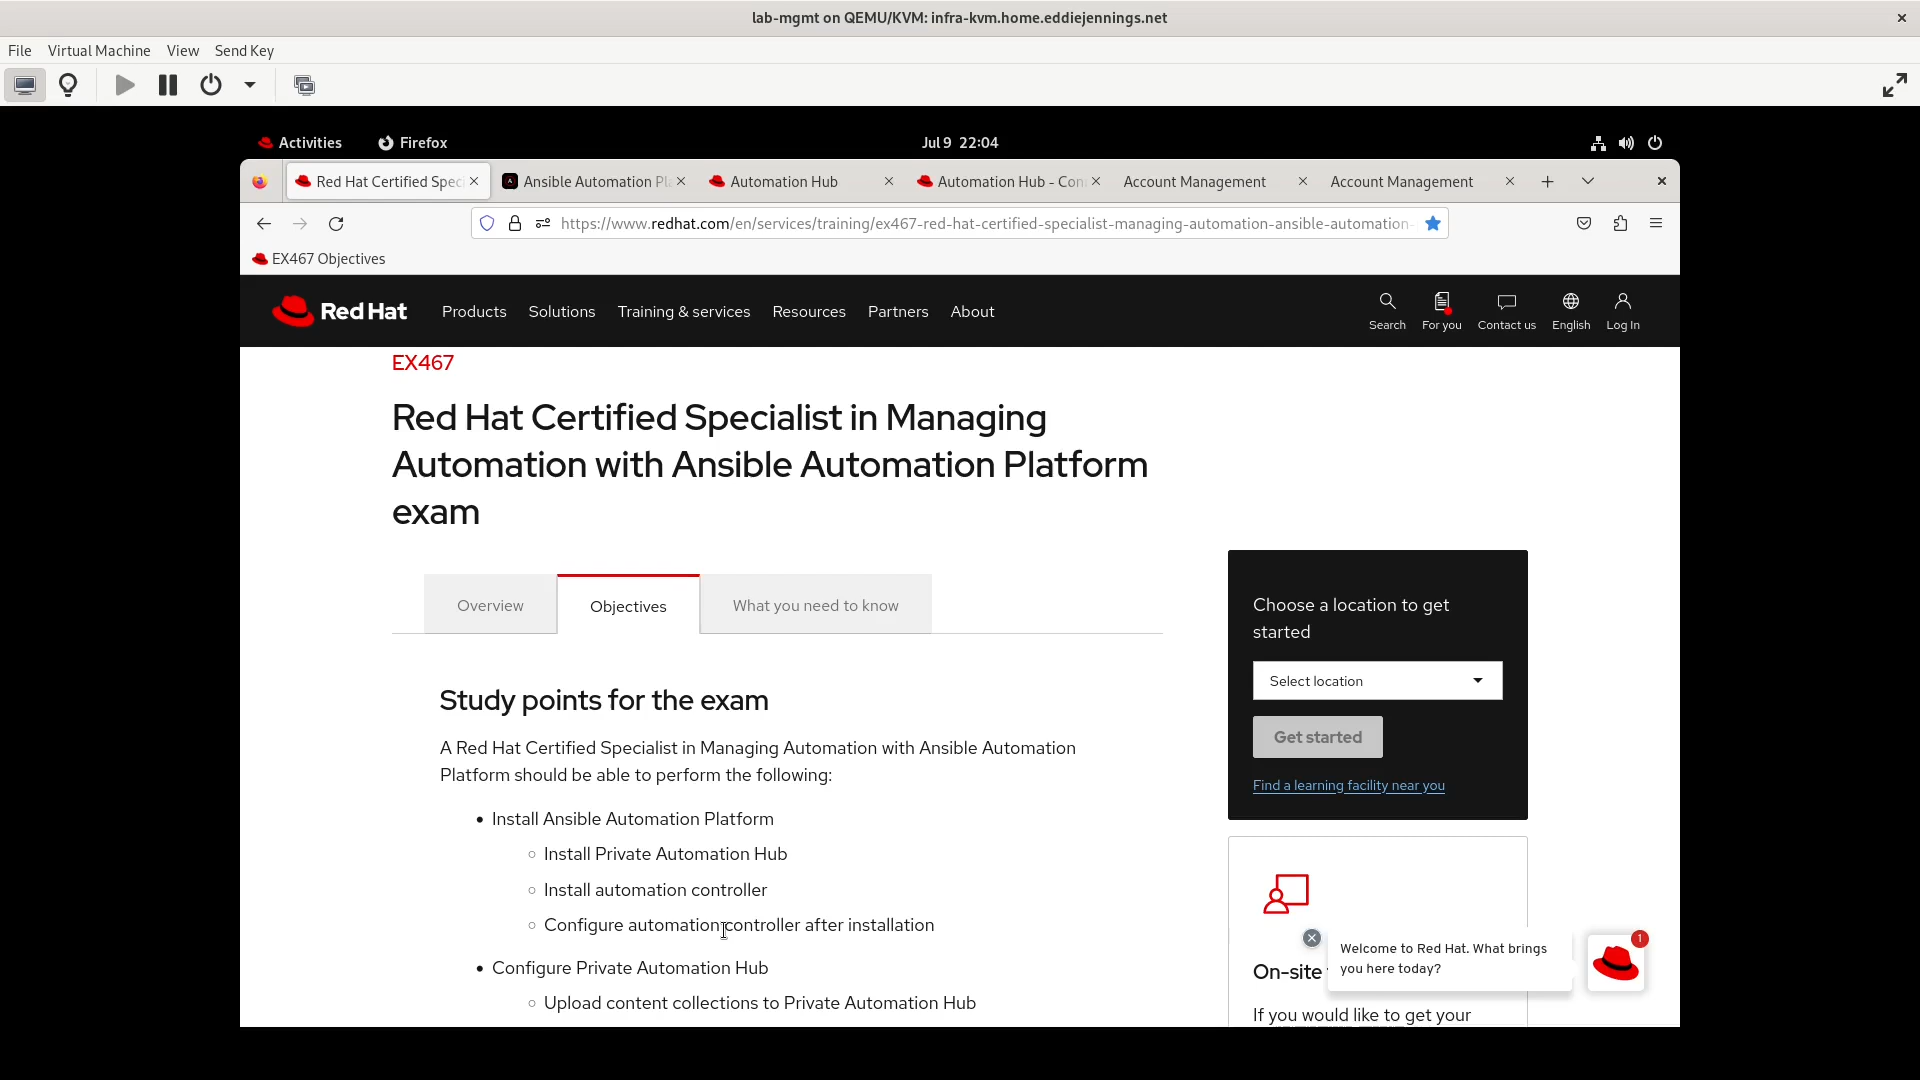 lab-mgmt on QEMU/KVM: infra-kvm.home.eddiejennings.net
File Virtual Machine View Send Key
Activities Firefox Jul 9 22:04
Red Hat Certified Speci Ansible Automation Pl Automation Hub Automation Hub - Con Account Management Account Management
https://www.redhat.com/en/services/training/ex467-red-hat-certified-specialist-managing-automation-ansible-automation-
EX467 Objectives
Red Hat Products Solutions Training & services Resources Partners About
Search For you Contact us English Log In
EX467
Red Hat Certified Specialist in Managing
Automation with Ansible Automation Platform
exam
Overview Objectives What you need to know
Study points for the exam
A Red Hat Certified Specialist in Managing Automation with Ansible Automation
Platform should be able to perform the following:
• Install Ansible Automation Platform
○ Install Private Automation Hub
○ Install automation controller
○ Configure automation controller after installation
• Configure Private Automation Hub
○ Upload content collections to Private Automation Hub
Choose a location to get
started
Select location
Get started
Find a learning facility near you
On-site
If you would like to get your
Welcome to Red Hat. What brings
you here today?
1